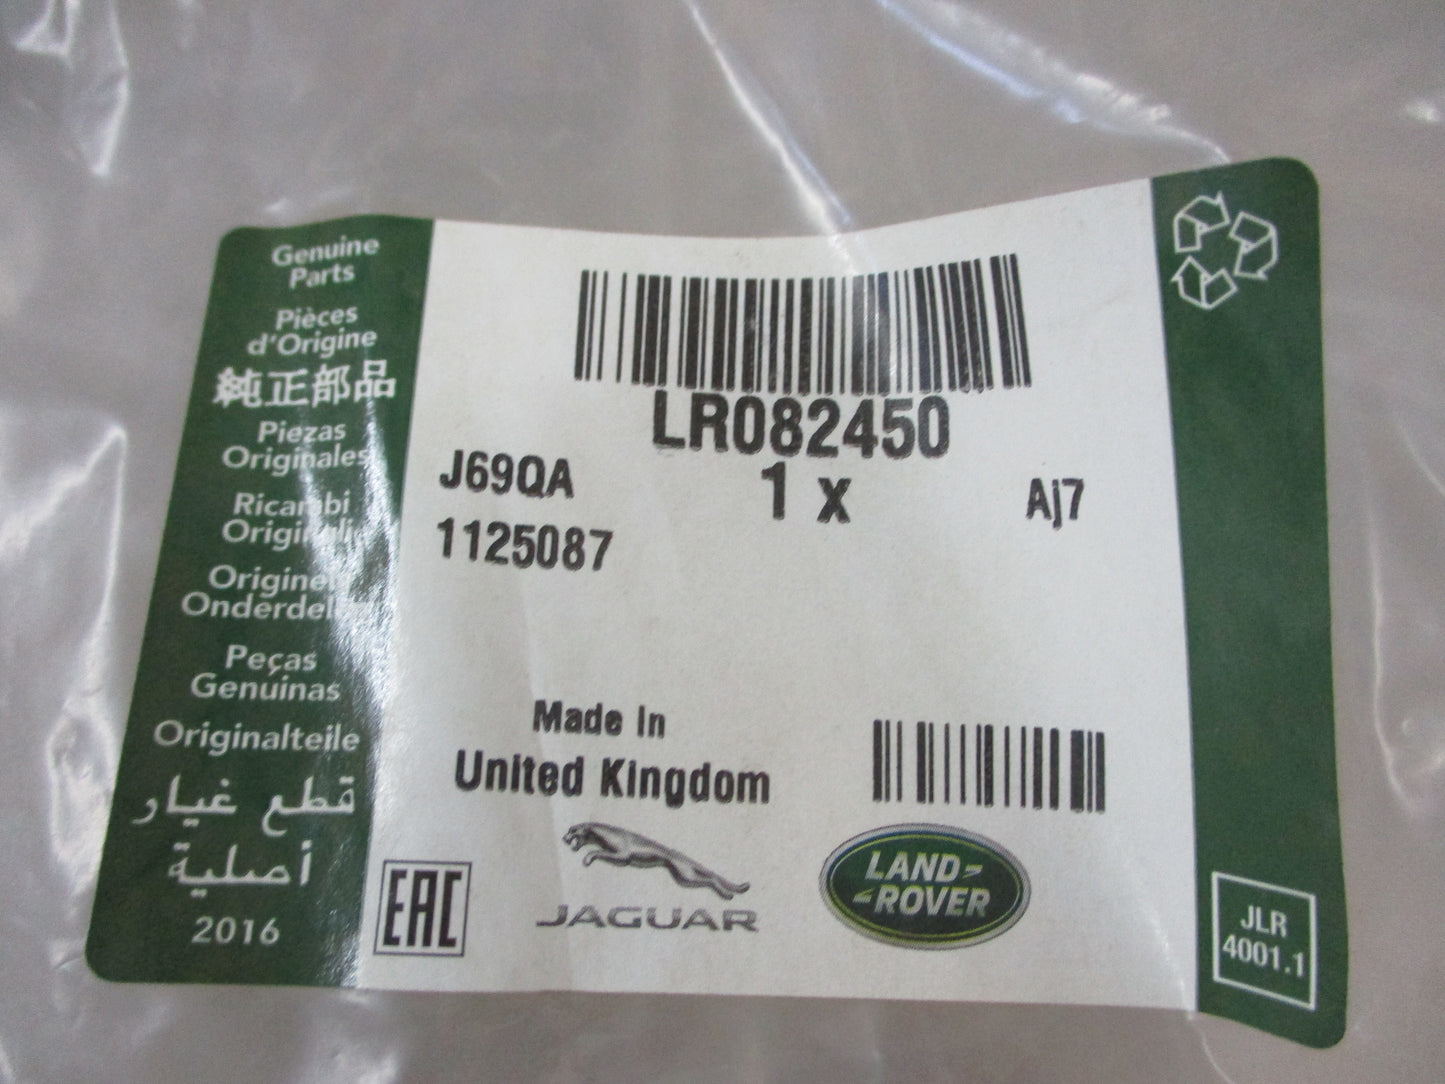 Genuine
Parts
Pièces
d'Origine
純正部品
Piezas
Originales
Ricambi
Originali
Originele
Onderdelen
Peças
Genuinas
Originalteile
قطع غيار
أصلية
2016
LR082450
J69QA
1 x
Aj7
1125087
Made In
United Kingdom
EAC
JAGUAR
LAND-
-ROVER
JLR
4001.1